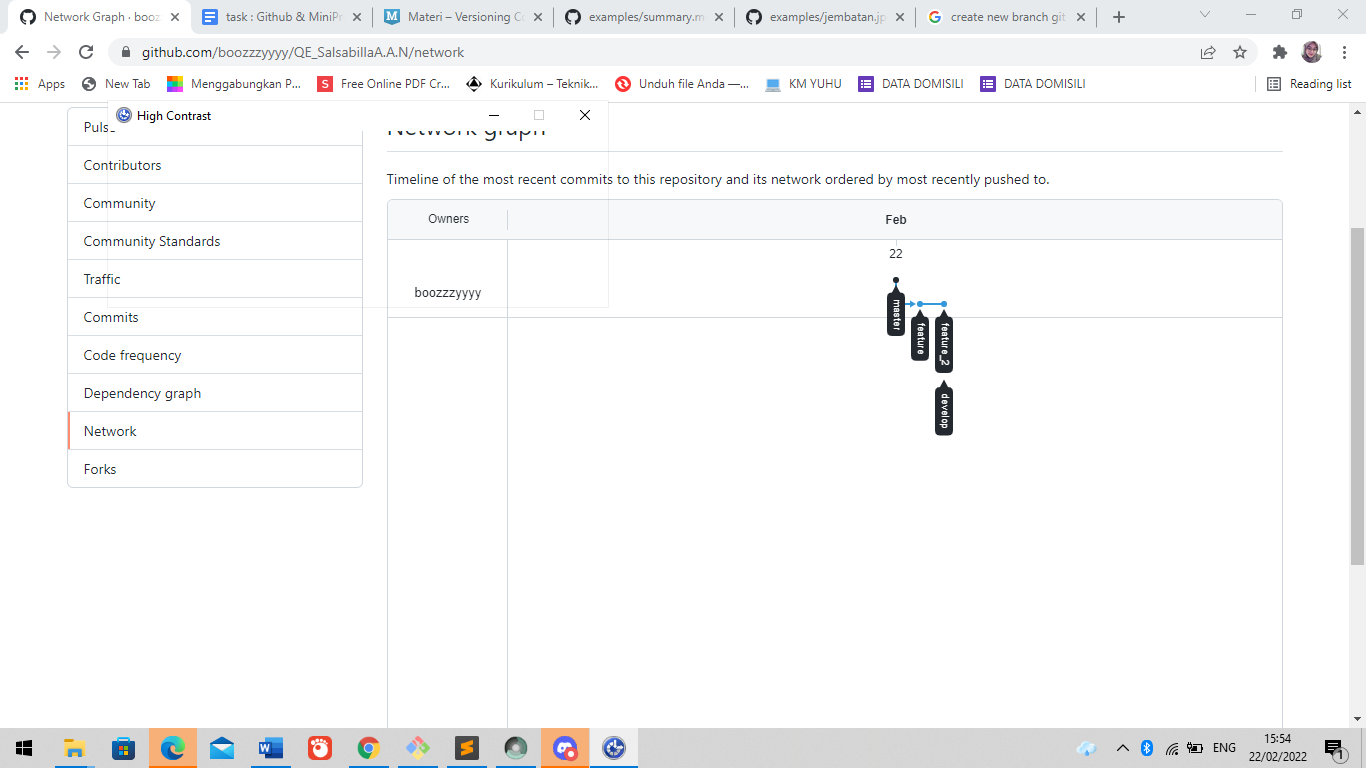 Network Graph · booz
task : Github & MiniPr
Materi – Versioning Co
examples/summary.m
examples/jembatan.jp
create new branch git
github.com/boozzzyyyy/QE_SalsabillaA.A.N/network
Apps
New Tab
Menggabungkan P...
Free Online PDF Cr...
Kurikulum – Teknik...
Unduh file Anda —...
KM YUHU
DATA DOMISILI
DATA DOMISILI
Reading list
High Contrast
Pulse
Contributors
Community
Community Standards
Traffic
Commits
Code frequency
Dependency graph
Network
Forks
Network graph
Timeline of the most recent commits to this repository and its network ordered by most recently pushed to.
Owners
Feb
22
boozzzyyyy
master
feature
feature_2
develop
ENG
15:54
22/02/2022
1